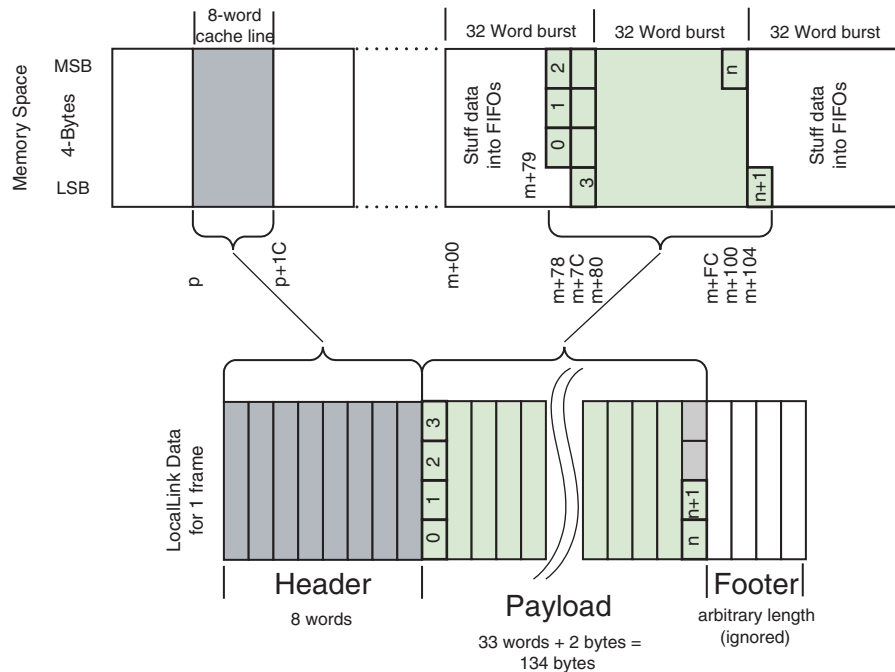 8-word
cache line
32 Word burst
32 Word burst
32 Word burst
Memory Space
MSB
4-Bytes
LSB
Stuff data
into FIFOs
m+79
2
1
0
3
n
n+1
Stuff data
into FIFOs
p
p+1C
m+00
m+78
m+7C
m+80
m+FC
m+100
m+104
LocalLink Data
for 1 frame
3
2
1
0
n+1
n
Header
8 words
Payload
33 words + 2 bytes =
134 bytes
Footer
arbitrary length
(ignored)